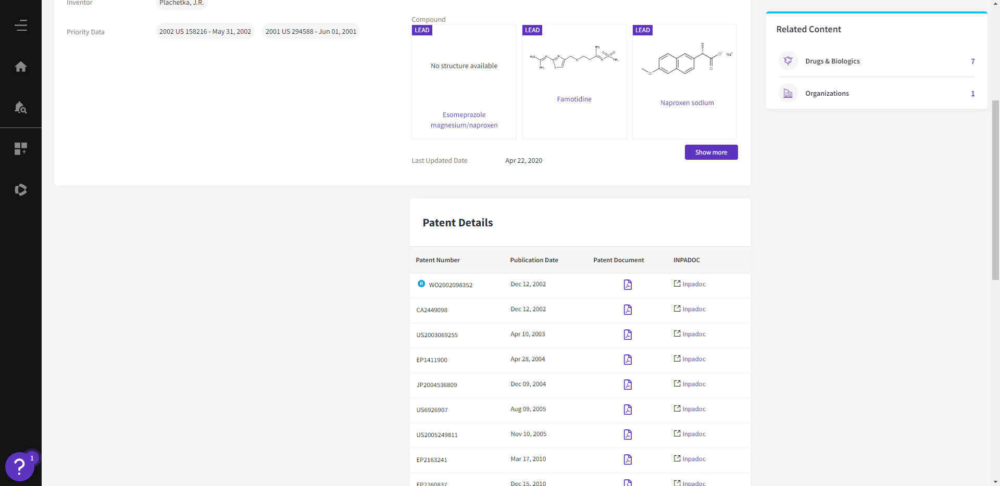 Inventor
Plachetka, J.R.
Priority Data
2002 US 158216 - May 31, 2002
2001 US 294588 - Jun 01, 2001
Compound
LEAD
No structure available
Esomeprazole
magnesium/naproxen
LEAD
Famotidine
LEAD
Naproxen sodium
Show more
Last Updated Date
Apr 22, 2020
Related Content
Drugs & Biologics 7
Organizations 1
Patent Details
Patent Number Publication Date Patent Document INPADOC
B WO2002098352 Dec 12, 2002 Inpadoc
CA2449098 Dec 12, 2002 Inpadoc
US2003069255 Apr 10, 2003 Inpadoc
EP1411900 Apr 28, 2004 Inpadoc
JP2004536809 Dec 09, 2004 Inpadoc
US6926907 Aug 09, 2005 Inpadoc
US2005249811 Nov 10, 2005 Inpadoc
EP2163241 Mar 17, 2010 Inpadoc
EP2260837 Dec 15, 2010 Inpadoc
? 1